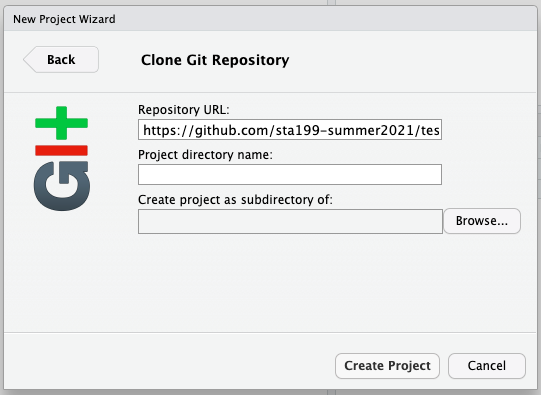 New Project Wizard
Back
Clone Git Repository
Repository URL:
https://github.com/sta199-summer2021/tes
Project directory name:
Create project as subdirectory of:
Browse...
Create Project
Cancel